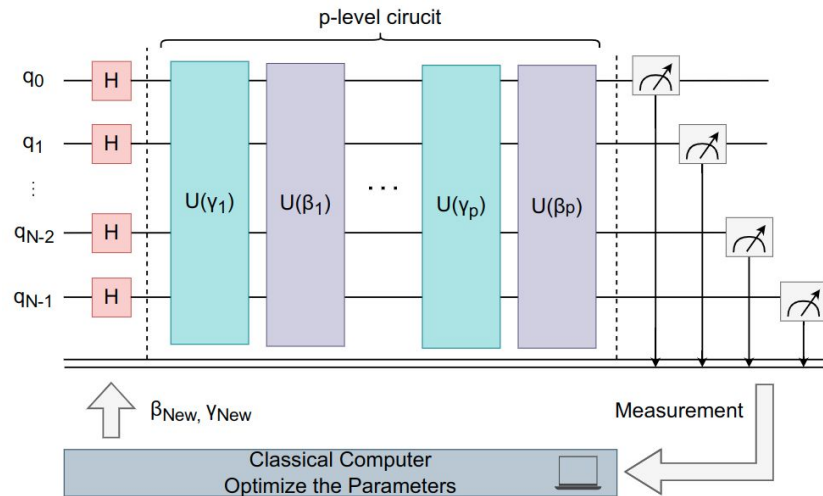 p-level cirucit
q0
H
q1
H
⋮
qN-2
H
qN-1
H
U(γ1)
U(β1)
...
U(γp)
U(βp)
βNew, γNew
Measurement
Classical Computer
Optimize the Parameters